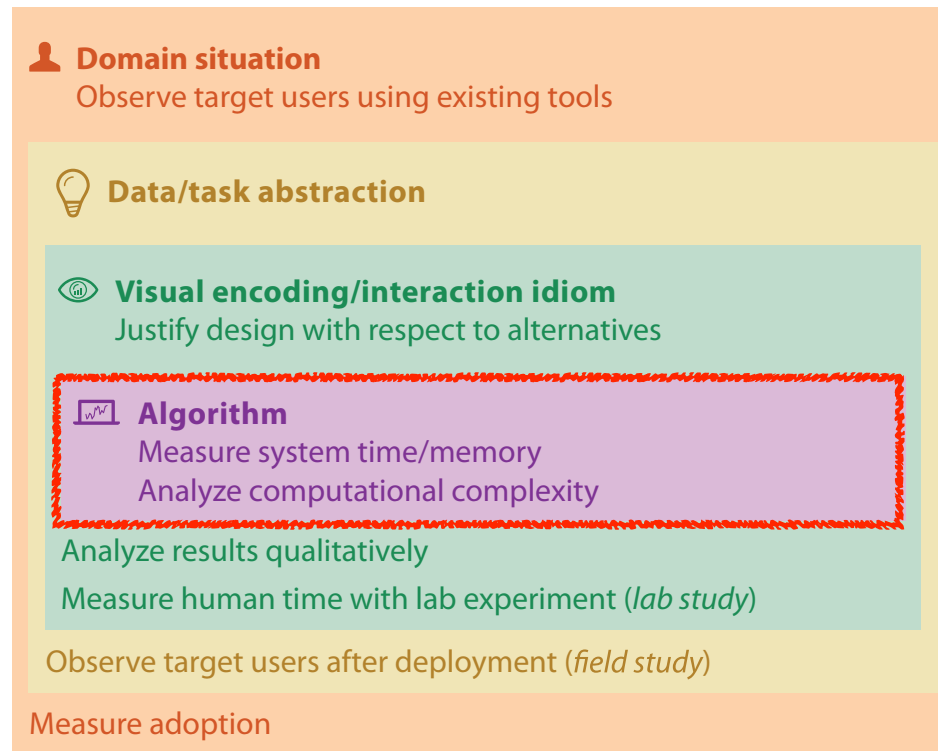 Domain situation
Observe target users using existing tools
Data/task abstraction
Visual encoding/interaction idiom
Justify design with respect to alternatives
Algorithm
Measure system time/memory
Analyze computational complexity
Analyze results qualitatively
Measure human time with lab experiment (lab study)
Observe target users after deployment (field study)
Measure adoption